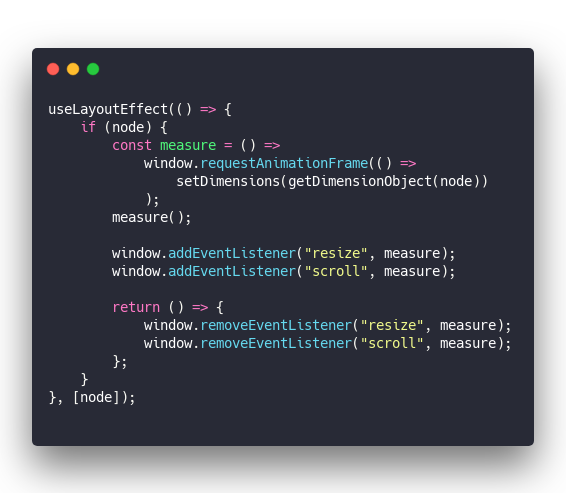 useLayoutEffect(() => {
    if (node) {
        const measure = () =>
            window.requestAnimationFrame(() =>
                setDimensions(getDimensionObject(node))
            );
        measure();

        window.addEventListener("resize", measure);
        window.addEventListener("scroll", measure);

        return () => {
            window.removeEventListener("resize", measure);
            window.removeEventListener("scroll", measure);
        };
    }
}, [node]);